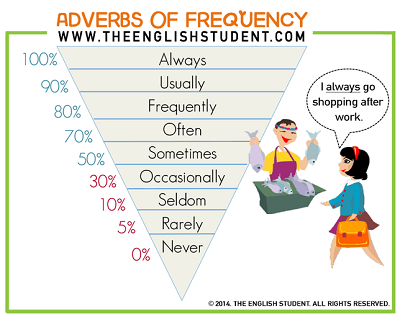 ADVERBS OF FREQUENCY
WWW.THEENGLISHSTUDENT.COM
100% Always
90% Usually
80% Frequently
70% Often
50% Sometimes
30% Occasionally
10% Seldom
5% Rarely
0% Never
I always go
shopping after
work.
© 2014. THE ENGLISH STUDENT. ALL RIGHTS RESERVED.